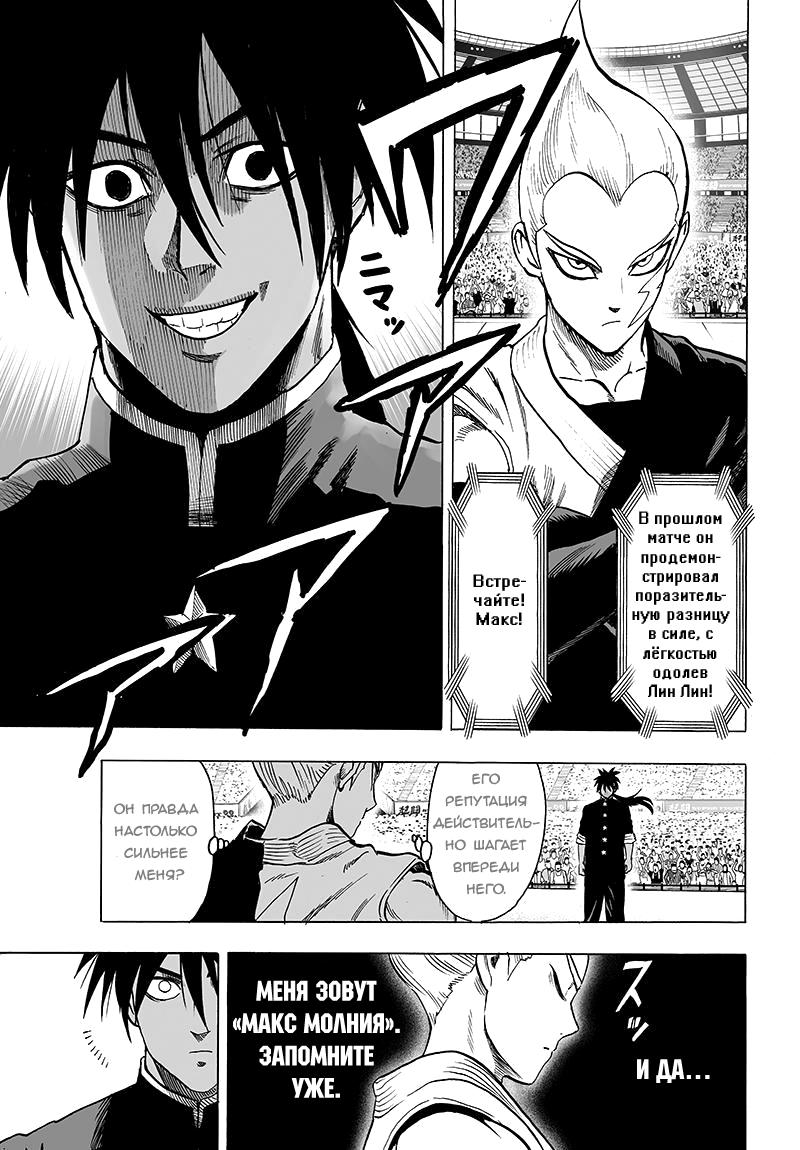 В прошлом
матче он
продемон-
стрировал
поразитель-
ную разницу
в силе, с
лёгкостью
одолев
Лин Лин!
Встре-
чайте!
Макс!
ニマッ
ЕГО
РЕПУТАЦИЯ
ДЕЙСТВИТЕЛЬ-
НО ШАГАЕТ
ВПЕРЕДИ
НЕГО.
ОН ПРАВДА
НАСТОЛЬКО
СИЛЬНЕЕ
МЕНЯ?
スッ
И ДА...
МЕНЯ ЗОВУТ
«МАКС МОЛНИЯ».
ЗАПОМНИТЕ
УЖЕ.